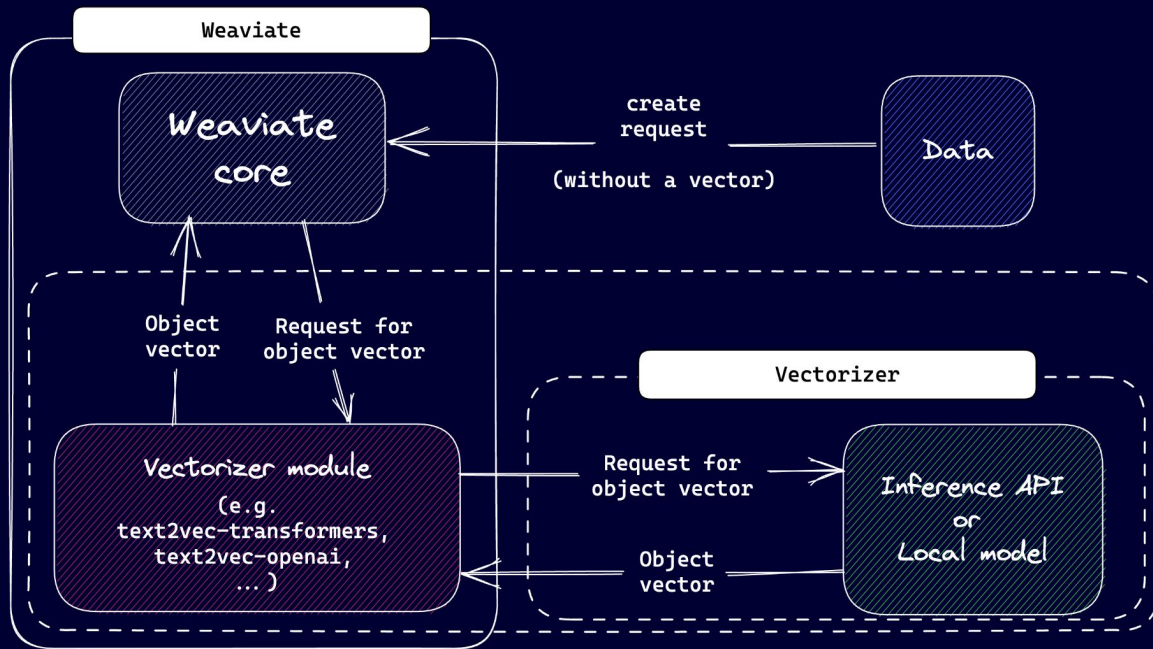 Weaviate
Weaviate
core
create
request
(without a vector)
Data
Object
vector
Request for
object vector
Vectorizer
Vectorizer module
(e.g.
text2vec-transformers,
text2vec-openai,
...)
Request for
object vector
Object
vector
Inference API
or
Local model